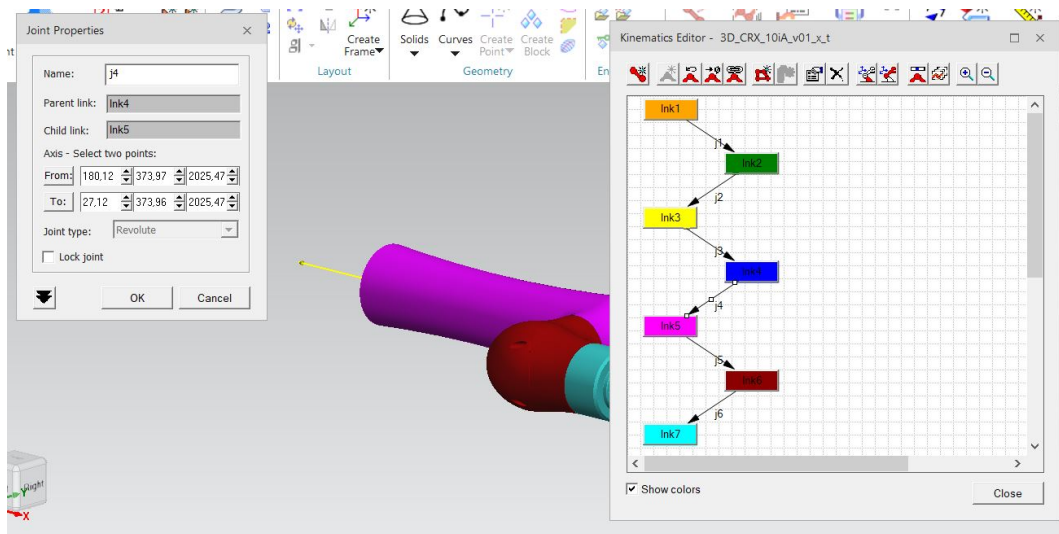 Joint Properties
Name: j4
Parent link: lnk4
Child link: lnk5
Axis - Select two points:
From: 180,12 373,97 2025,47
To: 27,12 373,96 2025,47
Joint type: Revolute
Lock joint
OK Cancel
Create Frame
Layout
Solids Curves Create Point Create Block
Geometry
En
Right
X
Kinematics Editor - 3D_CRX_10iA_v01_x_t
lnk1
j1
lnk2
j2
lnk3
j3
lnk4
j4
lnk5
j5
lnk6
j6
lnk7
Show colors
Close